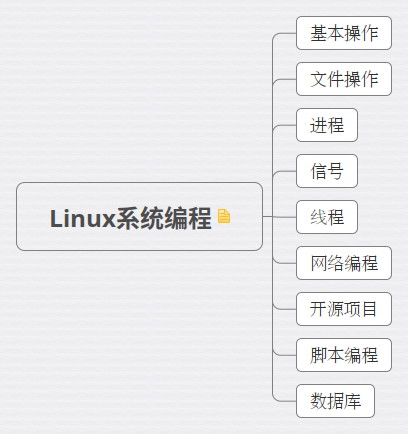 基本操作
文件操作
进程
信号
Linux系统编程
线程
网络编程
开源项目
脚本编程
数据库